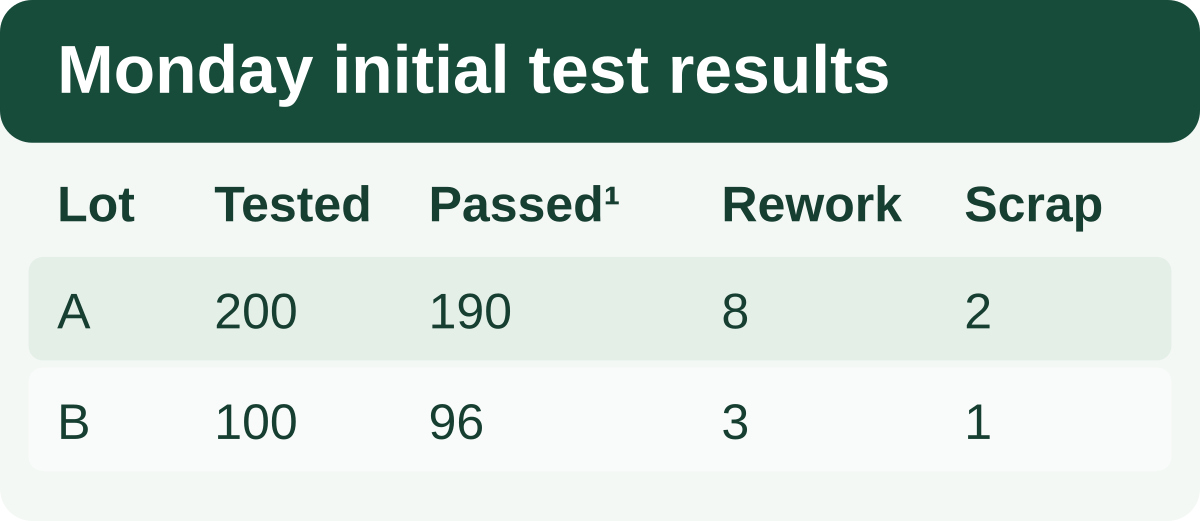 Monday initial test results
Lot Tested Passed¹ Rework Scrap
A 200 190 8 2
B 100 96 3 1